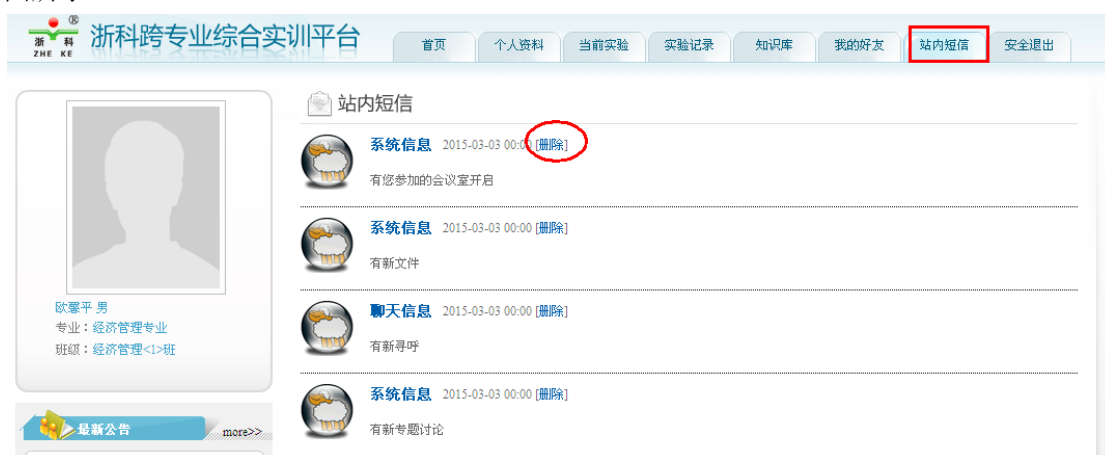 ®
浙 科
ZHE KE
浙科跨专业综合实训平台
首页 个人资料 当前实验 实验记录 知识库 我的好友 站内短信 安全退出
站内短信
系统信息 2015-03-03 00:00 [删除]
有您参加的会议室开启
系统信息 2015-03-03 00:00 [删除]
有新文件
聊天信息 2015-03-03 00:00 [删除]
有新寻呼
系统信息 2015-03-03 00:00 [删除]
有新专题讨论
欧馨平 男
专业：经济管理专业
班级：经济管理<1>班
最新公告 more>>